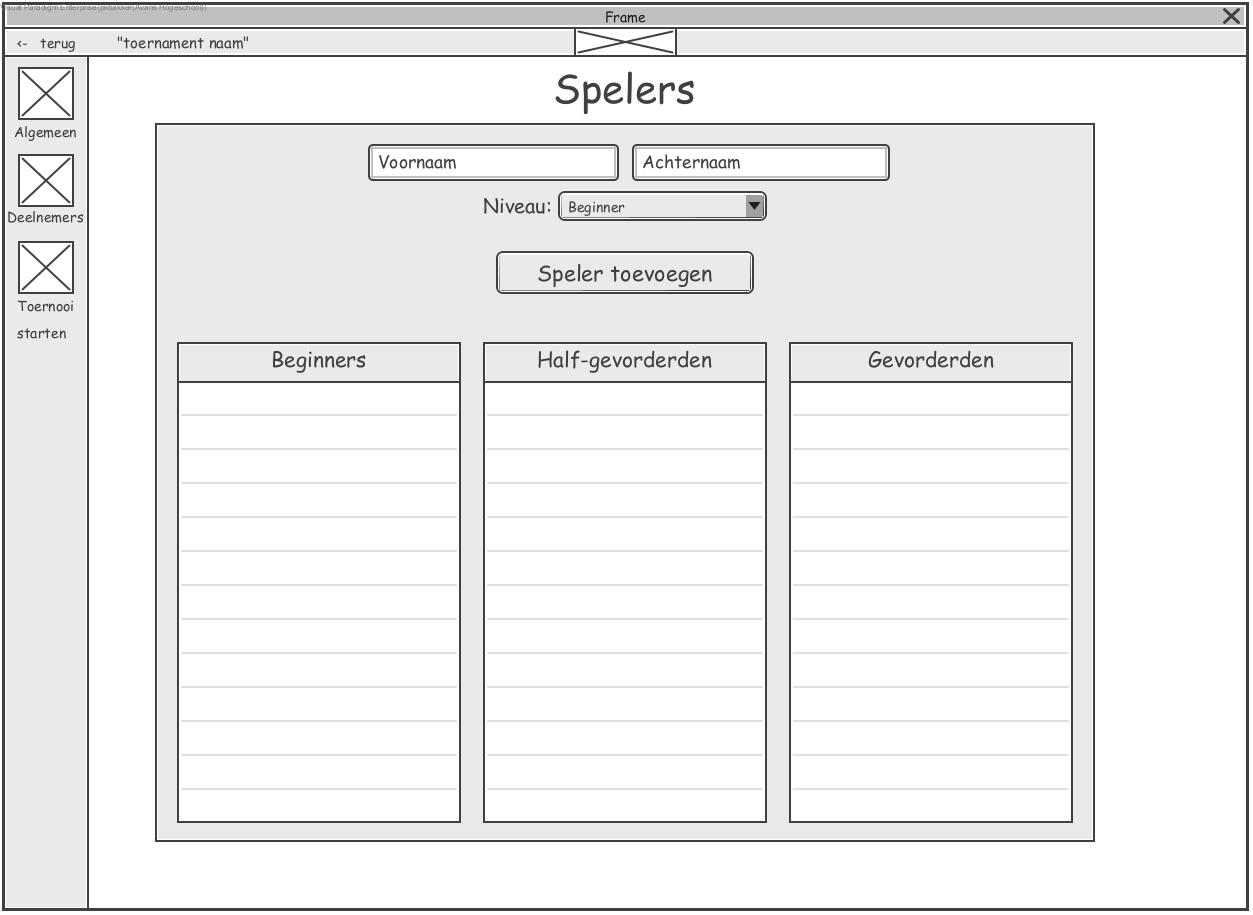 Visual Paradigm Enterprise(pkbakker(Avans Hogeschool))
Frame
<- terug "toernament naam"
Spelers
Algemeen
Deelnemers
Toernooi
starten
Voornaam Achternaam
Niveau: Beginner
Speler toevoegen
Beginners Half-gevorderden Gevorderden